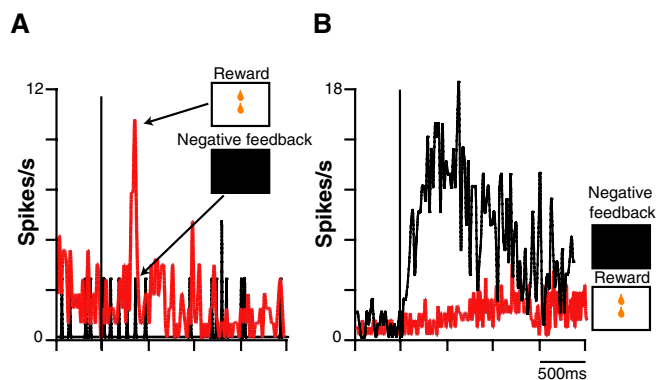 A
B
Reward
12
18
Negative feedback
Spikes/s
Spikes/s
Negative
feedback
Reward
0
0
500ms